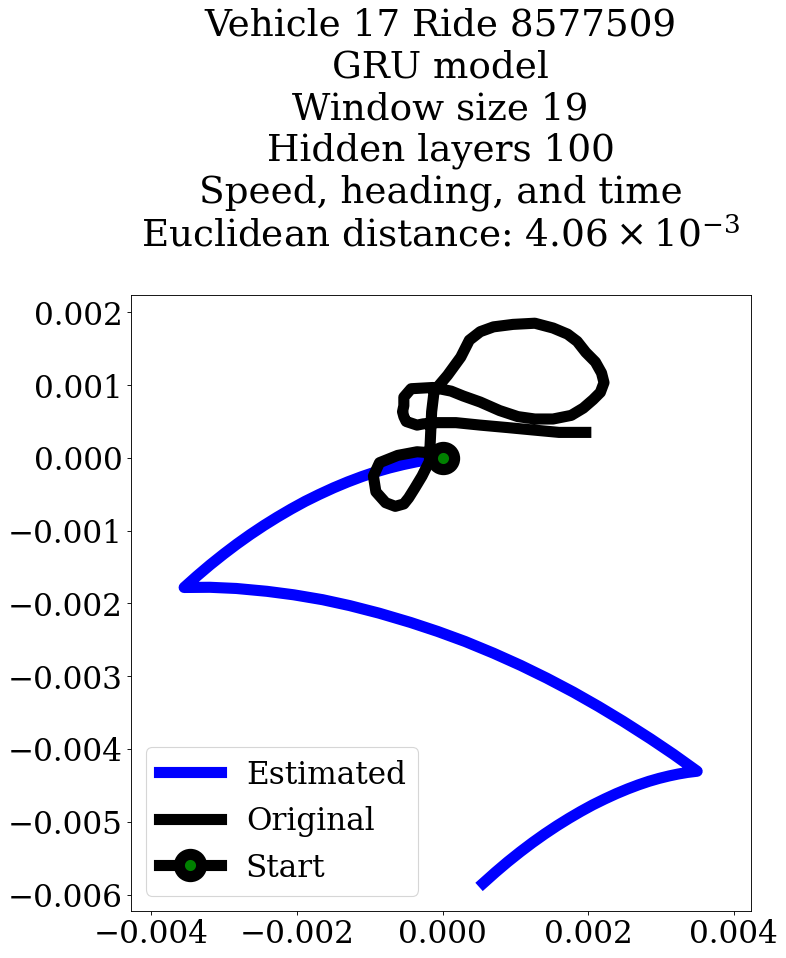 Vehicle 17 Ride 8577509
GRU model
Window size 19
Hidden layers 100
Speed, heading, and time
Euclidean distance: 4.06 × 10⁻³
0.002
0.001
0.000
−0.001
−0.002
−0.003
−0.004
−0.005
−0.006
Estimated
Original
Start
−0.004 −0.002 0.000 0.002 0.004